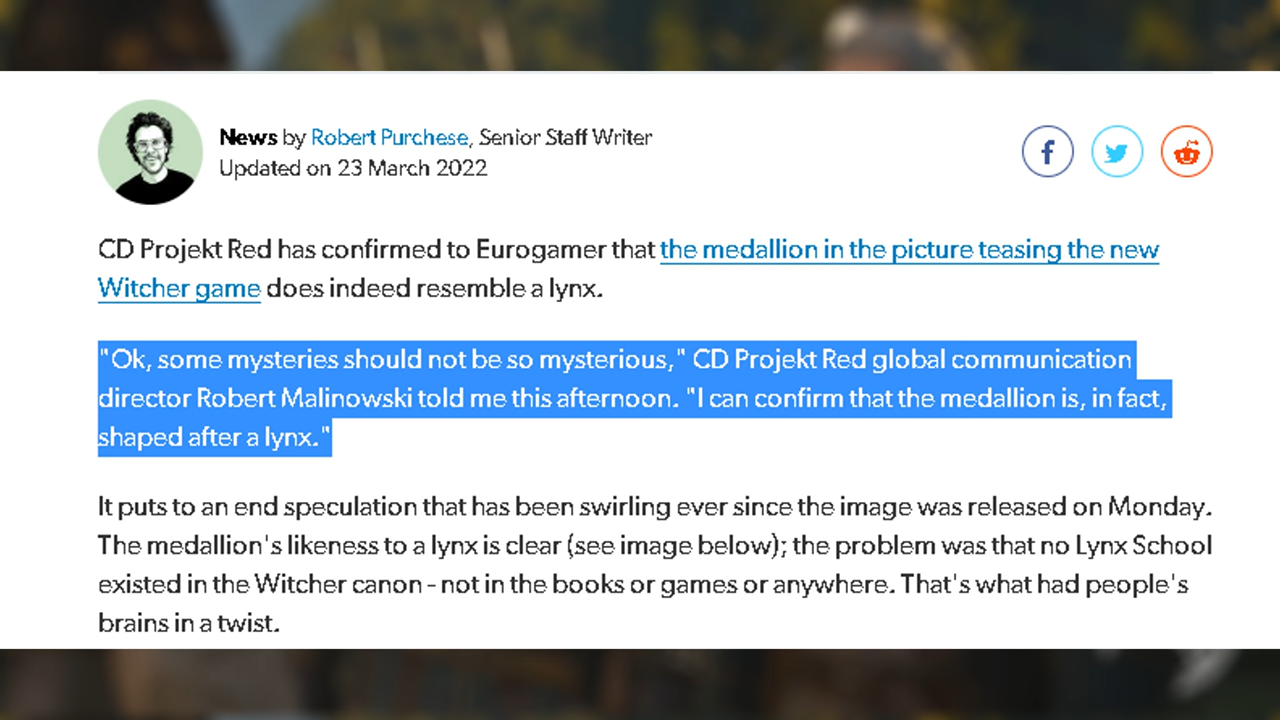 News by Robert Purchese, Senior Staff Writer
Updated on 23 March 2022
CD Projekt Red has confirmed to Eurogamer that the medallion in the picture teasing the new
Witcher game does indeed resemble a lynx.
"Ok, some mysteries should not be so mysterious," CD Projekt Red global communication
director Robert Malinowski told me this afternoon. "I can confirm that the medallion is, in fact,
shaped after a lynx."
It puts to an end speculation that has been swirling ever since the image was released on Monday.
The medallion's likeness to a lynx is clear (see image below); the problem was that no Lynx School
existed in the Witcher canon - not in the books or games or anywhere. That's what had people's
brains in a twist.